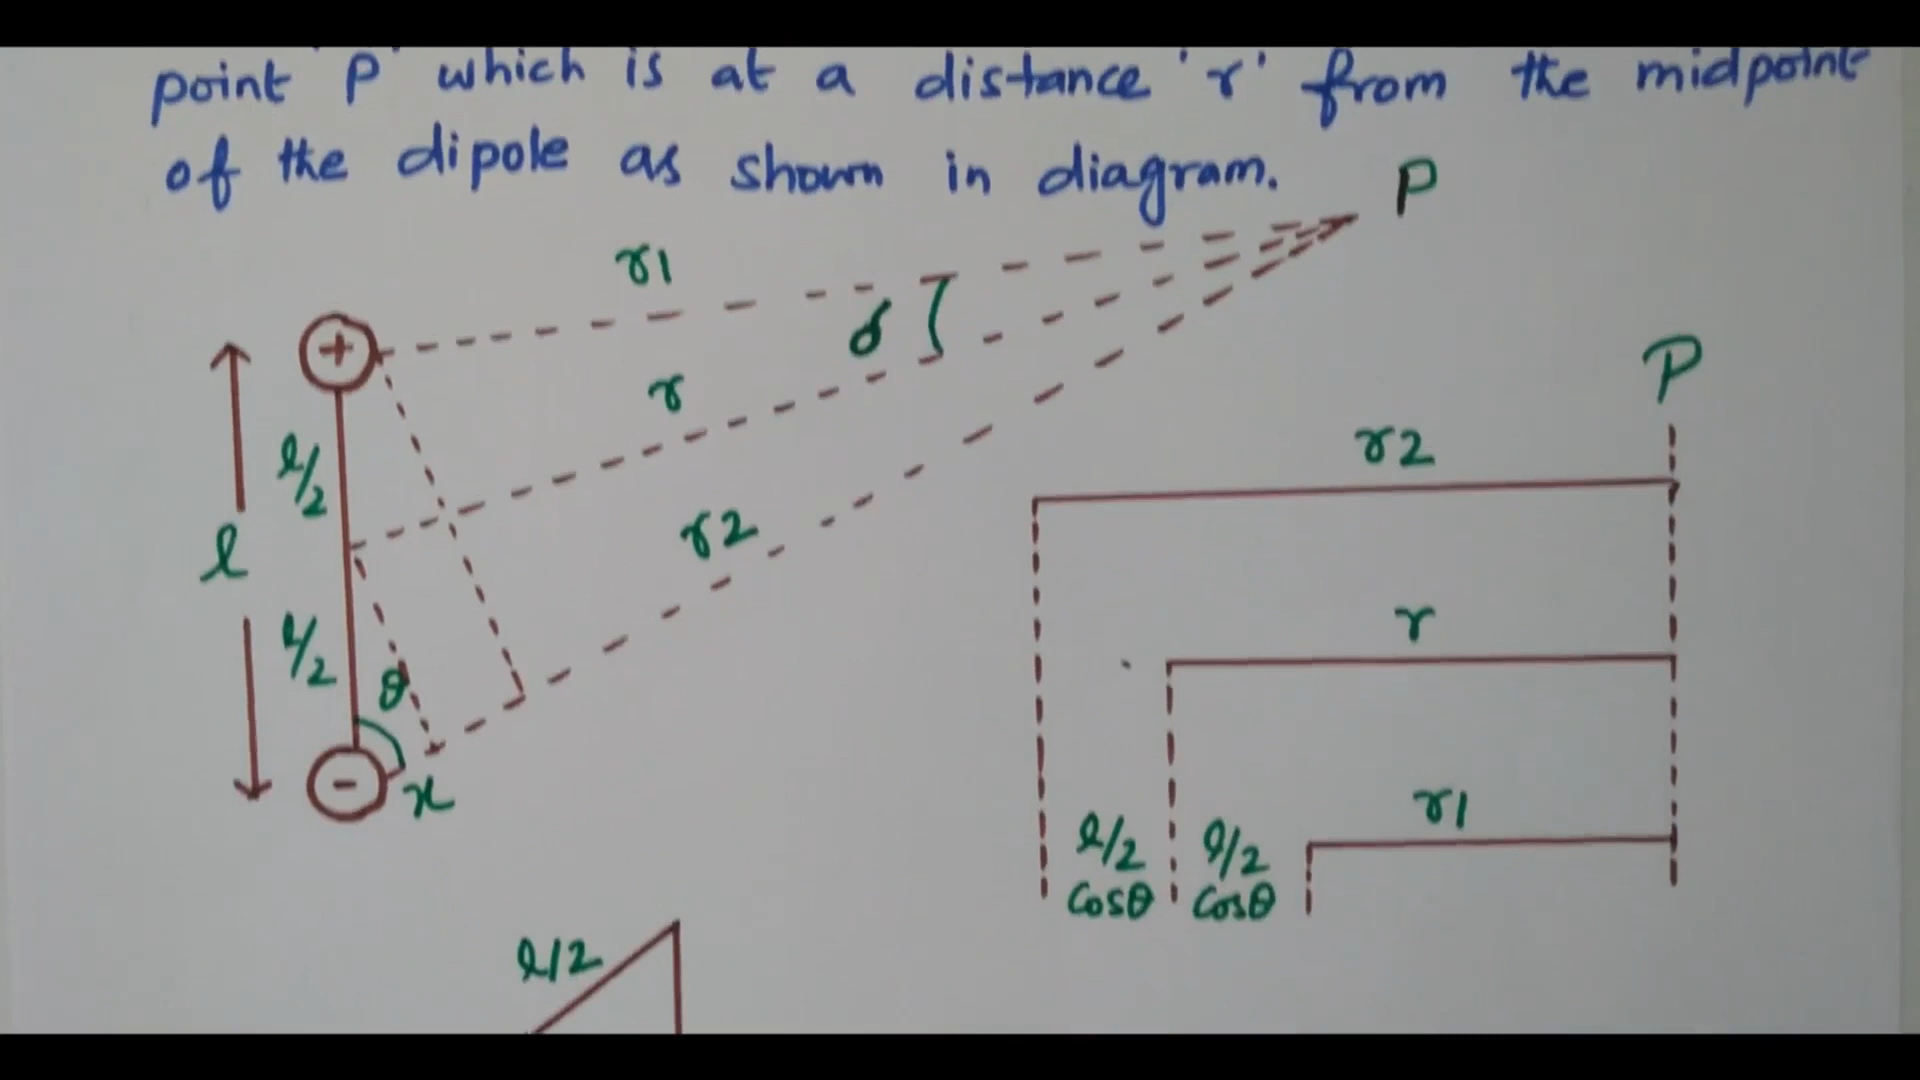 point 'P' which is at a distance 'r' from the midpoint
of the dipole as shown in diagram.
P
r1
δ
+
r
P
l/2
r2
r2
l
l/2
θ
r
-
x
r1
l/2 l/2
cosθ cosθ
l/2